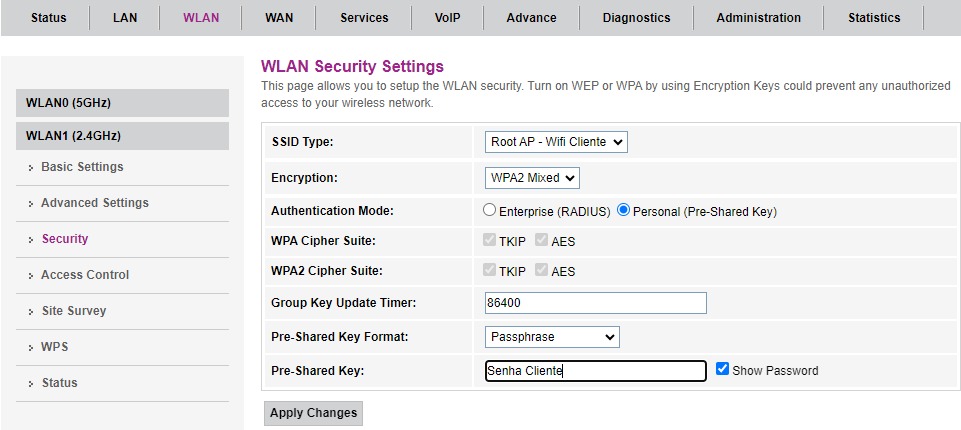 Status LAN WLAN WAN Services VoIP Advance Diagnostics Administration Statistics
WLAN0 (5GHz)
WLAN1 (2.4GHz)
Basic Settings
Advanced Settings
Security
Access Control
Site Survey
WPS
Status
WLAN Security Settings
This page allows you to setup the WLAN security. Turn on WEP or WPA by using Encryption Keys could prevent any unauthorized
access to your wireless network.
SSID Type: Root AP - Wifi Cliente
Encryption: WPA2 Mixed
Authentication Mode: Enterprise (RADIUS) Personal (Pre-Shared Key)
WPA Cipher Suite: TKIP AES
WPA2 Cipher Suite: TKIP AES
Group Key Update Timer: 86400
Pre-Shared Key Format: Passphrase
Pre-Shared Key: Senha Cliente Show Password
Apply Changes